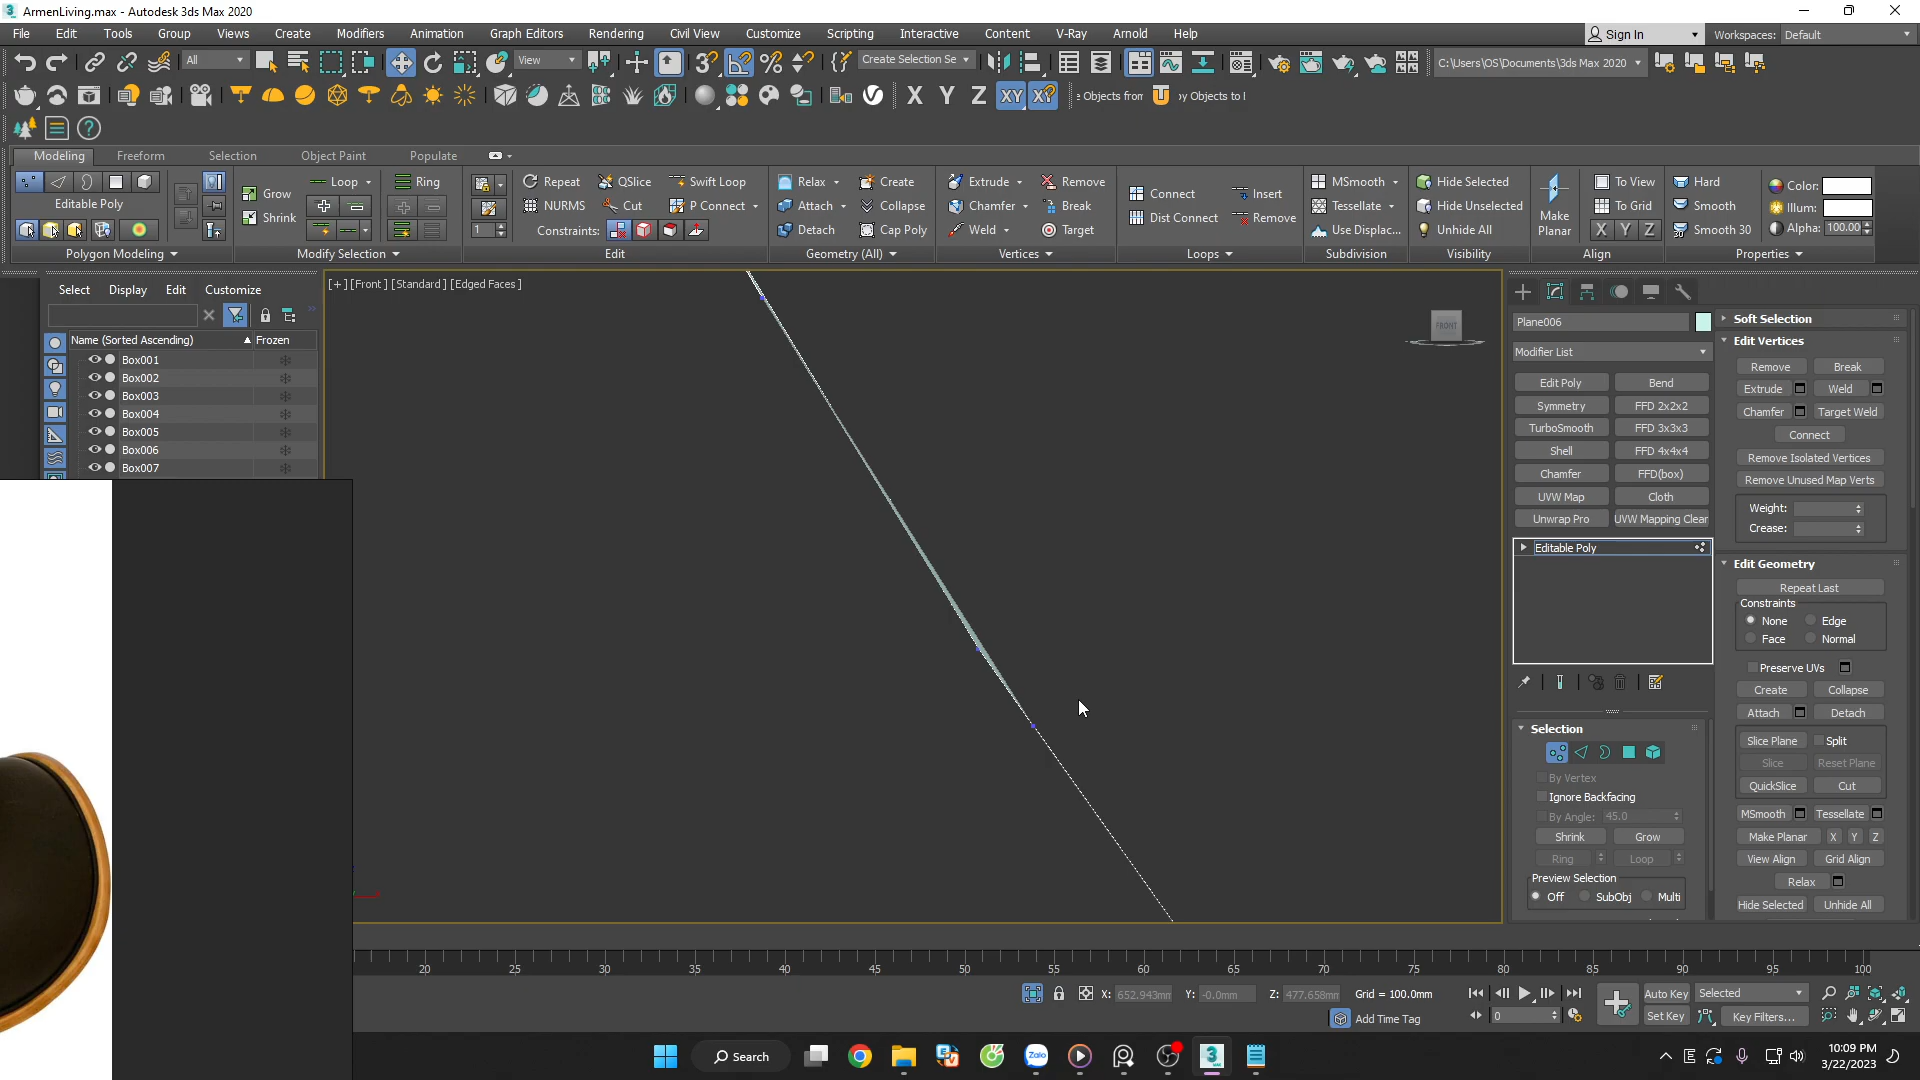 ArmenLiving.max - Autodesk 3ds Max 2020
File Edit Tools Group Views Create Modifiers Animation Graph Editors Rendering Civil View Customize Scripting Interactive Content V-Ray Arnold Help
Sign In Workspaces: Default
All View Create Selection Se C:\Users\OS\Documents\3ds Max 2020
X Y Z XY XY e Objects from oy Objects to l
Modeling Freeform Selection Object Paint Populate
Grow Loop Ring Repeat QSlice Swift Loop Relax Create Extrude Remove Connect Insert MSmooth Hide Selected To View Hard Color:
Editable Poly Shrink NURMS Cut P Connect Attach Collapse Chamfer Break Dist Connect Remove Tessellate Hide Unselected Make Planar To Grid Smooth Illum:
1 Constraints: Detach Cap Poly Weld Target Use Displac... Unhide All X Y Z Smooth 30 Alpha: 100.00
Polygon Modeling Modify Selection Edit Geometry (All) Vertices Loops Subdivision Visibility Align Properties
Select Display Edit Customize
Name (Sorted Ascending) Frozen
Box001
Box002
Box003
Box004
Box005
Box006
Box007
[+] [Front] [Standard] [Edged Faces]
FRONT
Plane006
Modifier List
Edit Poly Bend
Symmetry FFD 2x2x2
TurboSmooth FFD 3x3x3
Shell FFD 4x4x4
Chamfer FFD(box)
UVW Map Cloth
Unwrap Pro UVW Mapping Clear
Editable Poly
Selection
By Vertex
Ignore Backfacing
By Angle: 45.0
Shrink Grow
Ring Loop
Preview Selection
Off SubObj Multi
Soft Selection
Edit Vertices
Remove Break
Extrude Weld
Chamfer Target Weld
Connect
Remove Isolated Vertices
Remove Unused Map Verts
Weight:
Crease:
Edit Geometry
Repeat Last
Constraints
None Edge
Face Normal
Preserve UVs
Create Collapse
Attach Detach
Slice Plane Split
Slice Reset Plane
QuickSlice Cut
MSmooth Tessellate
Make Planar X Y Z
View Align Grid Align
Relax
Hide Selected Unhide All
20 25 30 35 40 45 50 55 60 65 70 75 80 85 90 95 100
X: 652.943mm Y: -0.0mm Z: 477.658mm Grid = 100.0mm Auto Key Selected
Add Time Tag 0 Set Key Key Filters...
Search Zalo 3 10:09 PM
3/22/2023